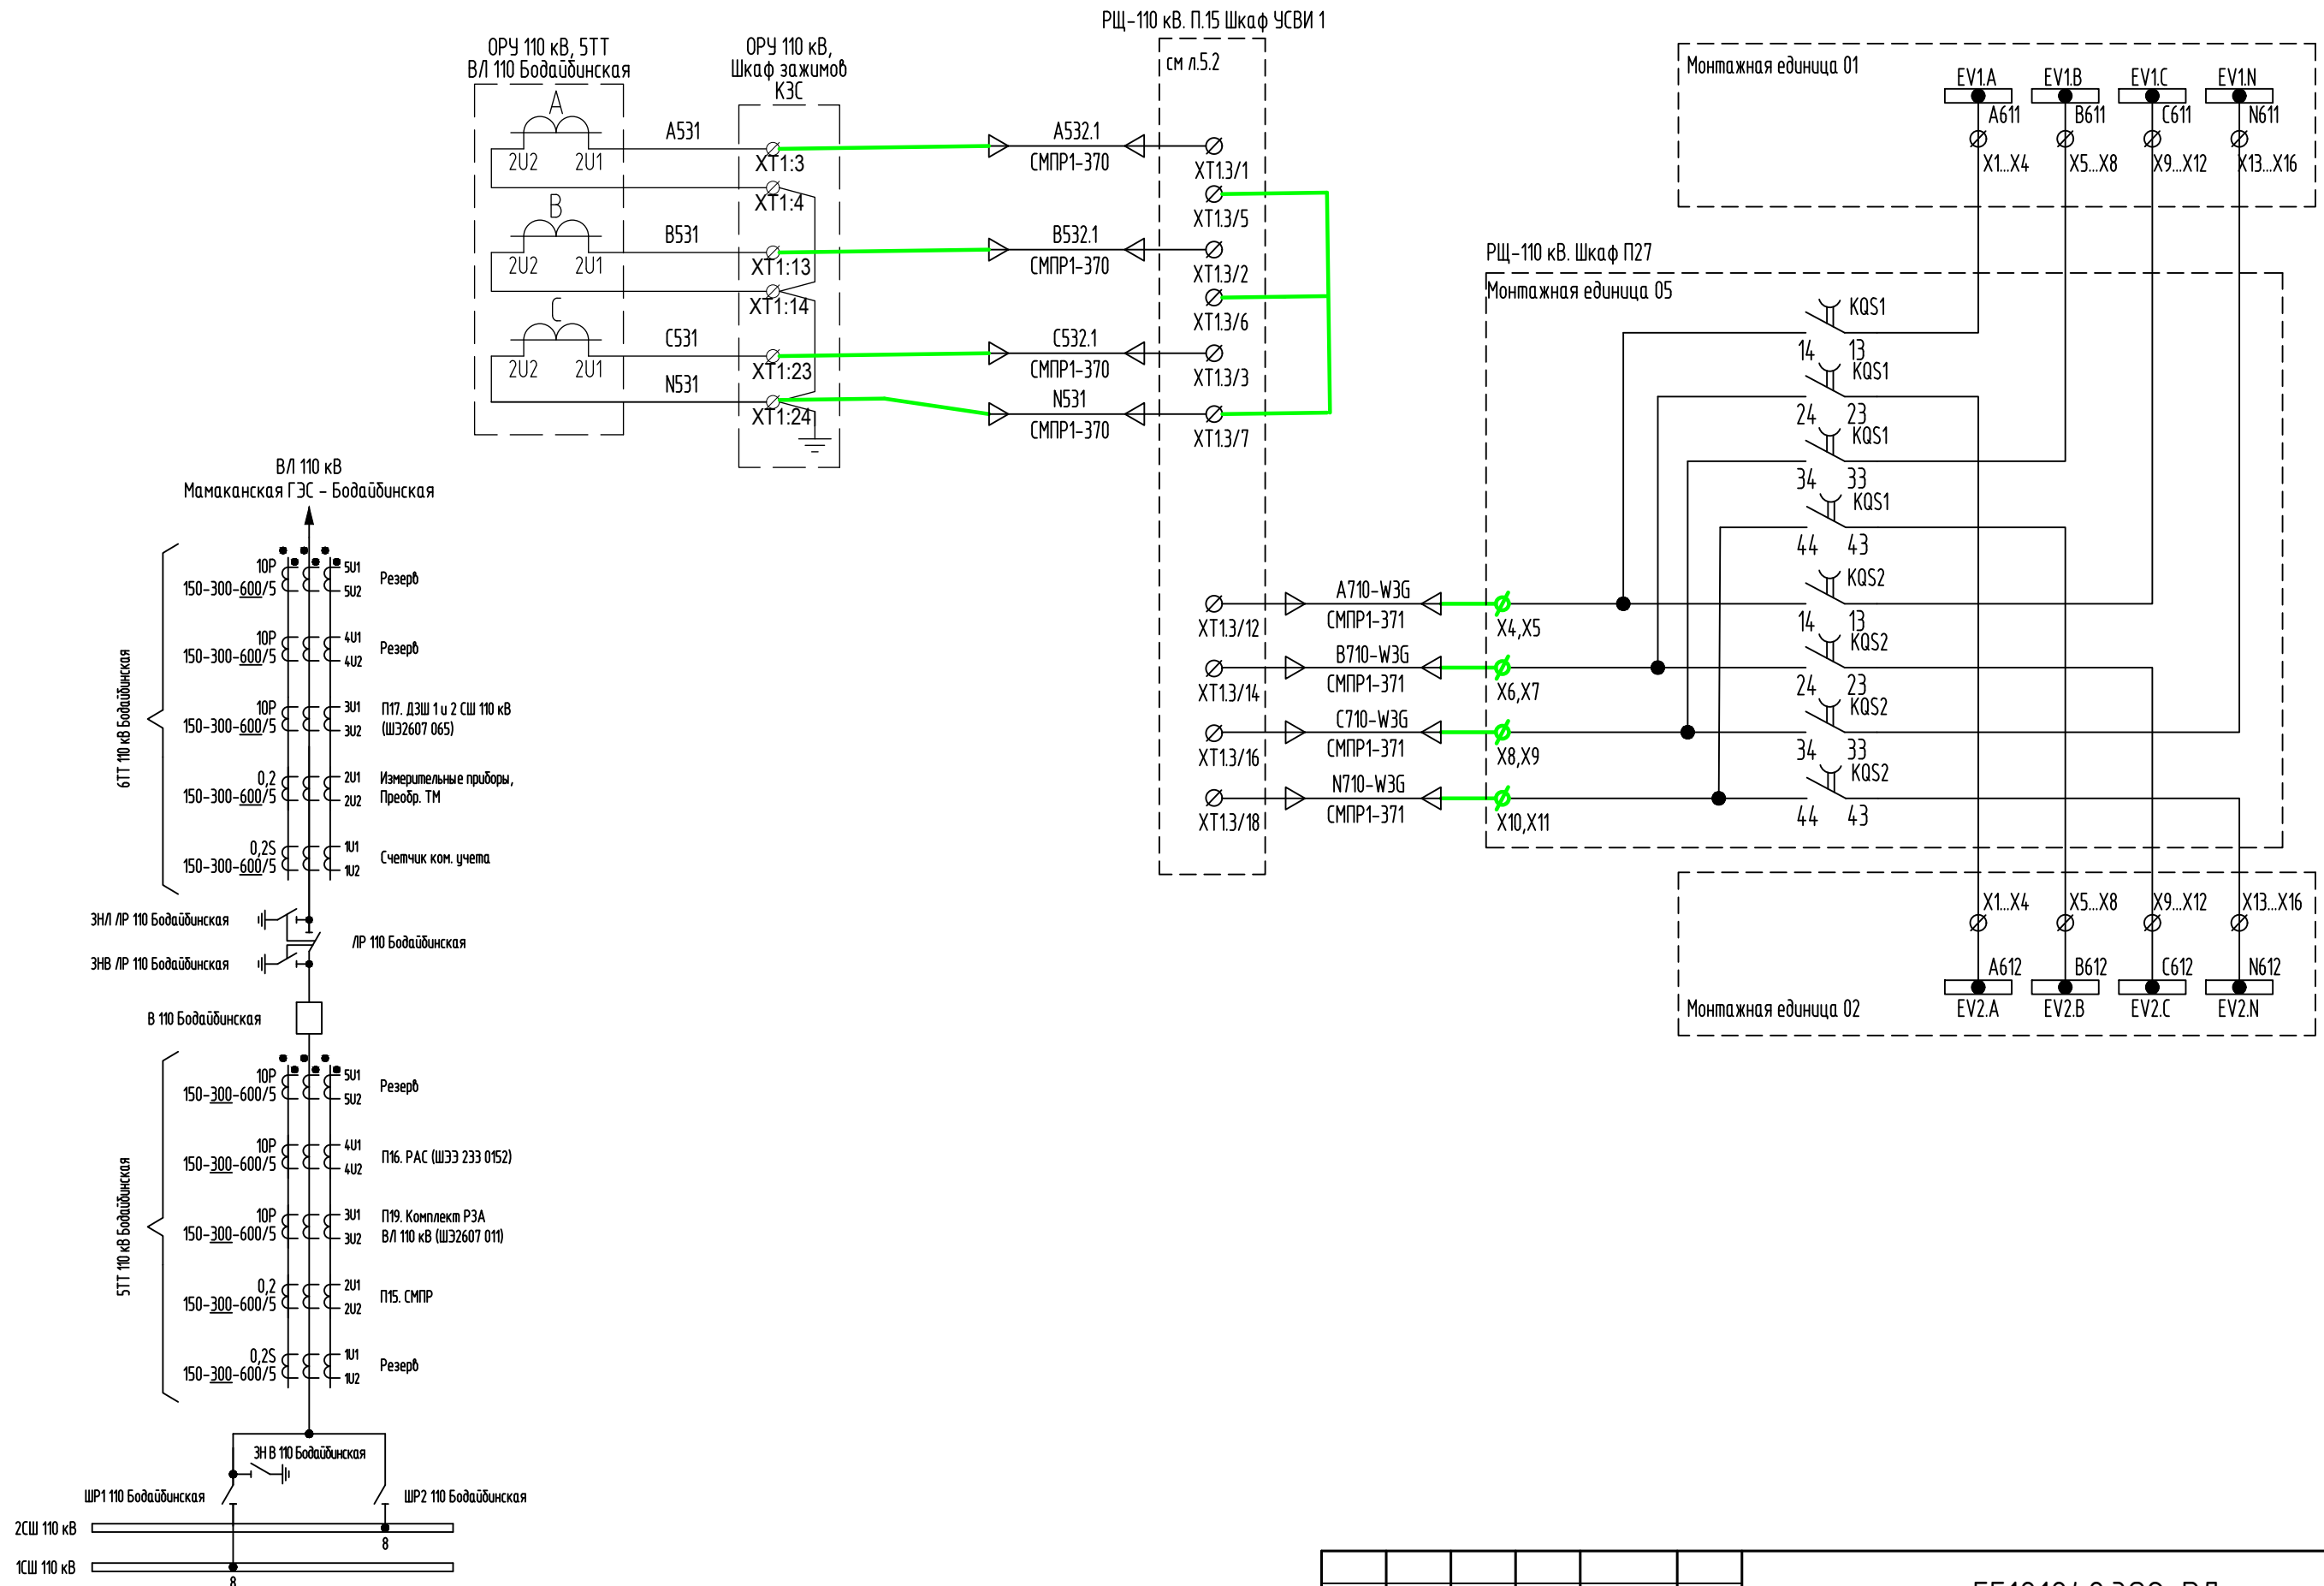 РЩ-110 кВ. П.15 Шкаф УСВИ 1
см л.5.2
ОРУ 110 кВ, 5ТТ
ВЛ 110 Бодайбинская
ОРУ 110 кВ,
Шкаф зажимов
КЗС
A
2U2
2U1
A531
XT1:3
XT1:4
B
2U2
2U1
B531
XT1:13
XT1:14
C
2U2
2U1
C531
XT1:23
N531
XT1:24
A532.1
СМПР1-370
B532.1
СМПР1-370
C532.1
СМПР1-370
N531
СМПР1-370
XT1.3/1
XT1.3/5
XT1.3/2
XT1.3/6
XT1.3/3
XT1.3/7
XT1.3/12
XT1.3/14
XT1.3/16
XT1.3/18
A710-W3G
СМПР1-371
B710-W3G
СМПР1-371
C710-W3G
СМПР1-371
N710-W3G
СМПР1-371
Монтажная единица 01
EV1.A
EV1.B
EV1.C
EV1.N
A611
B611
C611
N611
X1...X4
X5...X8
X9...X12
X13...X16
РЩ-110 кВ. Шкаф П27
Монтажная единица 05
KQS1
14
13
KQS1
24
23
KQS1
34
33
KQS1
44
43
KQS2
14
13
KQS2
24
23
KQS2
34
33
KQS2
44
43
X4,X5
X6,X7
X8,X9
X10,X11
X1...X4
X5...X8
X9...X12
X13...X16
A612
B612
C612
N612
Монтажная единица 02
EV2.A
EV2.B
EV2.C
EV2.N
ВЛ 110 кВ
Мамаканская ГЭС - Бодайбинская
6ТТ 110 кВ Бодайбинская
10Р
150-300-600/5
5U1
5U2
Резерв
10Р
150-300-600/5
4U1
4U2
Резерв
10Р
150-300-600/5
3U1
3U2
П17. ДЗШ 1 и 2 СШ 110 кВ
(ШЭ2607 065)
0,2
150-300-600/5
2U1
2U2
Измерительные приборы,
Преобр. ТМ
0,2S
150-300-600/5
1U1
1U2
Счетчик ком. учета
ЗНЛ ЛР 110 Бодайбинская
ЛР 110 Бодайбинская
ЗНВ ЛР 110 Бодайбинская
В 110 Бодайбинская
5ТТ 110 кВ Бодайбинская
10Р
150-300-600/5
5U1
5U2
Резерв
10Р
150-300-600/5
4U1
4U2
П16. РАС (ШЭЭ 233 0152)
10Р
150-300-600/5
3U1
3U2
П19. Комплект РЗА
ВЛ 110 кВ (ШЭ2607 011)
0,2
150-300-600/5
2U1
2U2
П15. СМПР
0,2S
150-300-600/5
1U1
1U2
Резерв
ЗН В 110 Бодайбинская
ШР1 110 Бодайбинская
ШР2 110 Бодайбинская
2СШ 110 кВ
8
1СШ 110 кВ
8